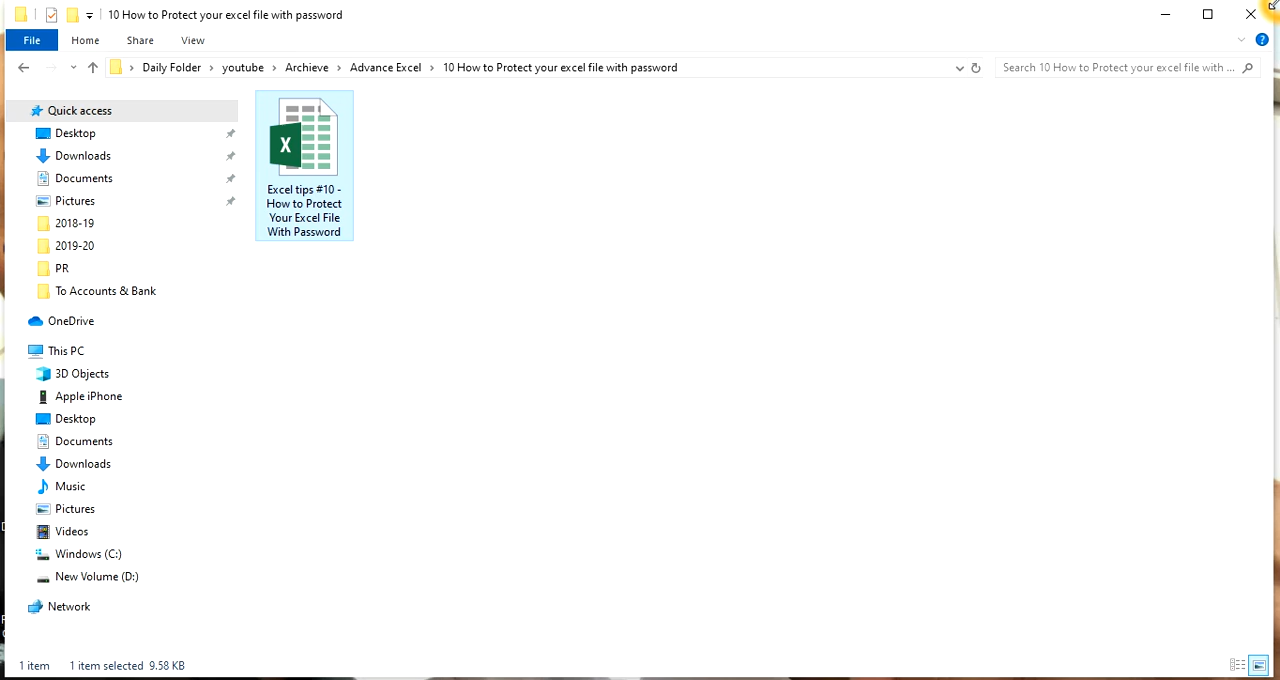 10 How to Protect your excel file with password
File Home Share View
Daily Folder youtube Archieve Advance Excel 10 How to Protect your excel file with password
Search 10 How to Protect your excel file with ...
Quick access
Desktop
Downloads
Documents
Pictures
2018-19
2019-20
PR
To Accounts & Bank
OneDrive
This PC
3D Objects
Apple iPhone
Desktop
Documents
Downloads
Music
Pictures
Videos
Windows (C:)
New Volume (D:)
Network
X
Excel tips #10 -
How to Protect
Your Excel File
With Password
1 item 1 item selected 9.58 KB